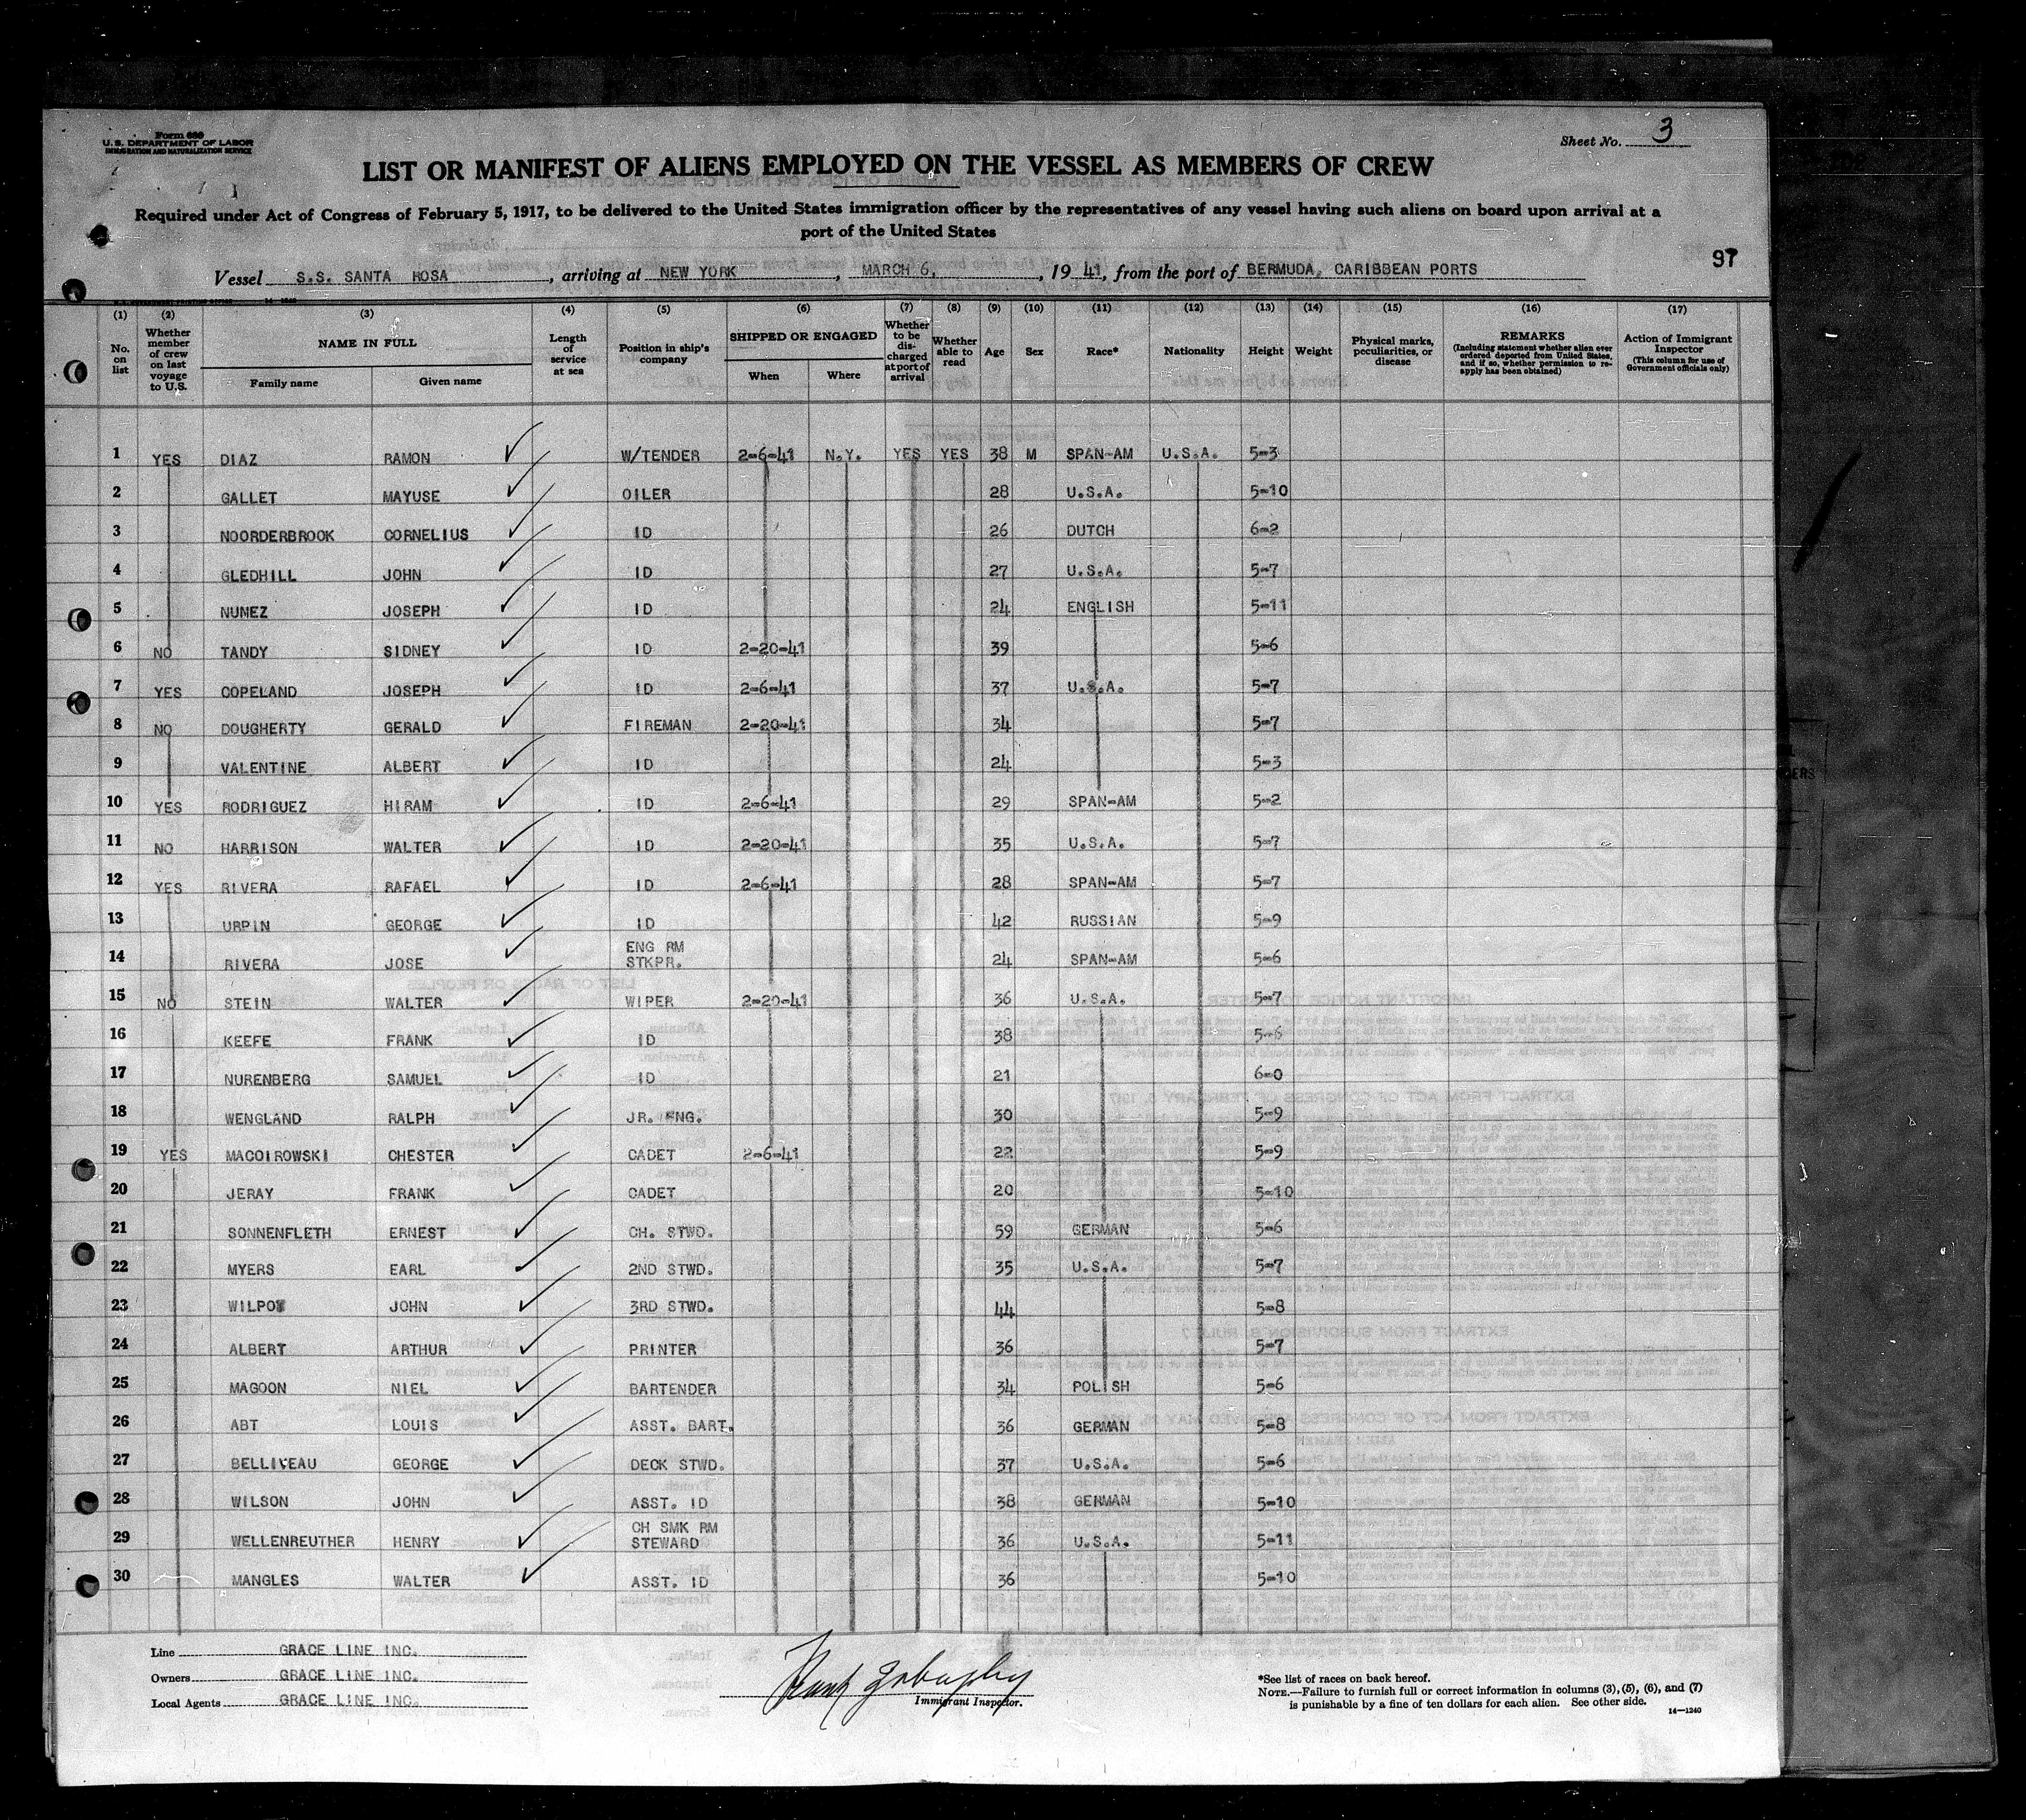 Form 680
U. S. DEPARTMENT OF LABOR
IMMIGRATION AND NATURALIZATION SERVICE
Sheet No. 3
LIST OR MANIFEST OF ALIENS EMPLOYED ON THE VESSEL AS MEMBERS OF CREW
Required under Act of Congress of February 5, 1917, to be delivered to the United States immigration officer by the representatives of any vessel having such aliens on board upon arrival at a
port of the United States
97
Vessel S.S. SANTA ROSA, arriving at NEW YORK, MARCH 6, 1941, from the port of BERMUDA, CARIBBEAN PORTS
(1) (2) (3) (4) (5) (6) (7) (8) (9) (10) (11) (12) (13) (14) (15) (16) (17)
No. on list
Whether member of crew on last voyage to U.S.
NAME IN FULL
Family name Given name
Length of service at sea
Position in ship's company
SHIPPED OR ENGAGED
When Where
Whether to be discharged at port of arrival
Whether able to read
Age Sex Race* Nationality Height Weight
Physical marks, peculiarities, or disease
REMARKS
(Including statement whether alien ever ordered deported from United States, and if so, whether permission to reapply has been obtained)
Action of Immigrant Inspector
(This column for use of Government officials only)
1 YES DIAZ RAMON W/TENDER 2-6-41 N.Y. YES YES 38 M SPAN-AM U.S.A. 5-3
2 GALLET MAYUSE OILER 28 U.S.A. 5-10
3 NOORDERBROOK CORNELIUS ID 26 DUTCH 6-2
4 GLEDHILL JOHN ID 27 U.S.A. 5-7
5 NUNEZ JOSEPH ID 24 ENGLISH 5-11
6 NO TANDY SIDNEY ID 2-20-41 39 5-6
7 YES COPELAND JOSEPH ID 2-6-41 37 U.S.A. 5-7
8 NO DOUGHERTY GERALD FIREMAN 2-20-41 34 5-7
9 VALENTINE ALBERT ID 24 5-3
10 YES RODRIGUEZ HIRAM ID 2-6-41 29 SPAN-AM 5-2
11 NO HARRISON WALTER ID 2-20-41 35 U.S.A. 5-7
12 YES RIVERA RAFAEL ID 2-6-41 28 SPAN-AM 5-7
13 URPIN GEORGE ID 42 RUSSIAN 5-9
14 RIVERA JOSE ENG RM STKPR. 24 SPAN-AM 5-6
15 NO STEIN WALTER WIPER 2-20-41 36 U.S.A. 5-7
16 KEEFE FRANK ID 38 5-6
17 NURENBERG SAMUEL ID 21 6-0
18 WENGLAND RALPH JR. ENG. 30 5-9
19 YES MACOIROWSKI CHESTER CADET 2-6-41 22 5-9
20 JERAY FRANK CADET 20 5-10
21 SONNENFLETH ERNEST CH. STWD. 59 GERMAN 5-6
22 MYERS EARL 2ND STWD. 35 U.S.A. 5-7
23 WILPOT JOHN 3RD STWD. 44 5-8
24 ALBERT ARTHUR PRINTER 36 5-7
25 MAGOON NIEL BARTENDER 34 POLISH 5-6
26 ABT LOUIS ASST. BART. 36 GERMAN 5-8
27 BELLIVEAU GEORGE DECK STWD. 37 U.S.A. 5-6
28 WILSON JOHN ASST. ID 38 GERMAN 5-10
29 WELLENREUTHER HENRY CH SMK RM STEWARD 36 U.S.A. 5-11
30 MANGLES WALTER ASST. ID 36 5-10
Line GRACE LINE INC.
Owners GRACE LINE INC.
Local Agents GRACE LINE INC.
Immigrant Inspector.
*See list of races on back hereof.
NOTE.—Failure to furnish full or correct information in columns (3), (5), (6), and (7)
is punishable by a fine of ten dollars for each alien. See other side.
14—1240